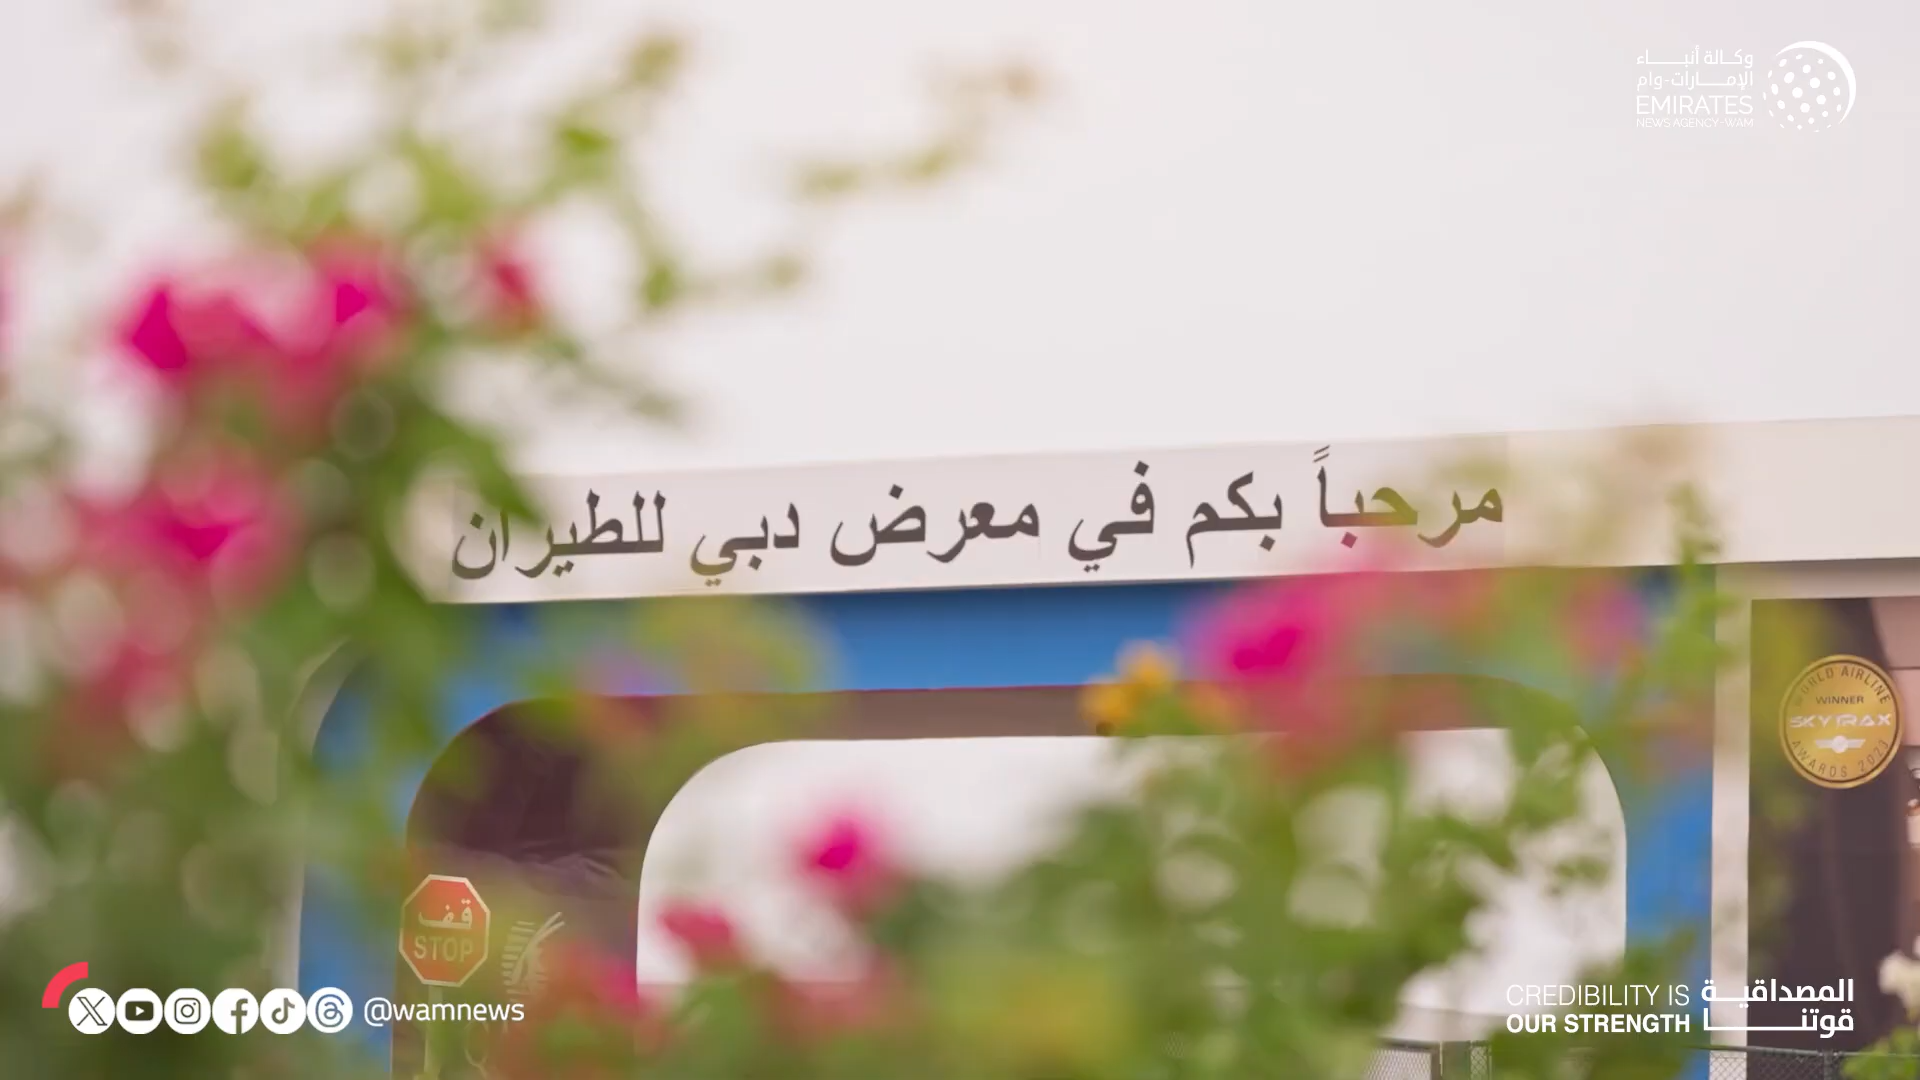 وكالة أنباء
الإمارات-وام
EMIRATES
NEWS AGENCY-WAM
مرحباً بكم في معرض دبي للطيران
WORLD AIRLINE
WINNER
SKYTRAX
AWARDS 2023
قف
STOP
@wamnews
CREDIBILITY IS
OUR STRENGTH
المصداقية
قوتنا